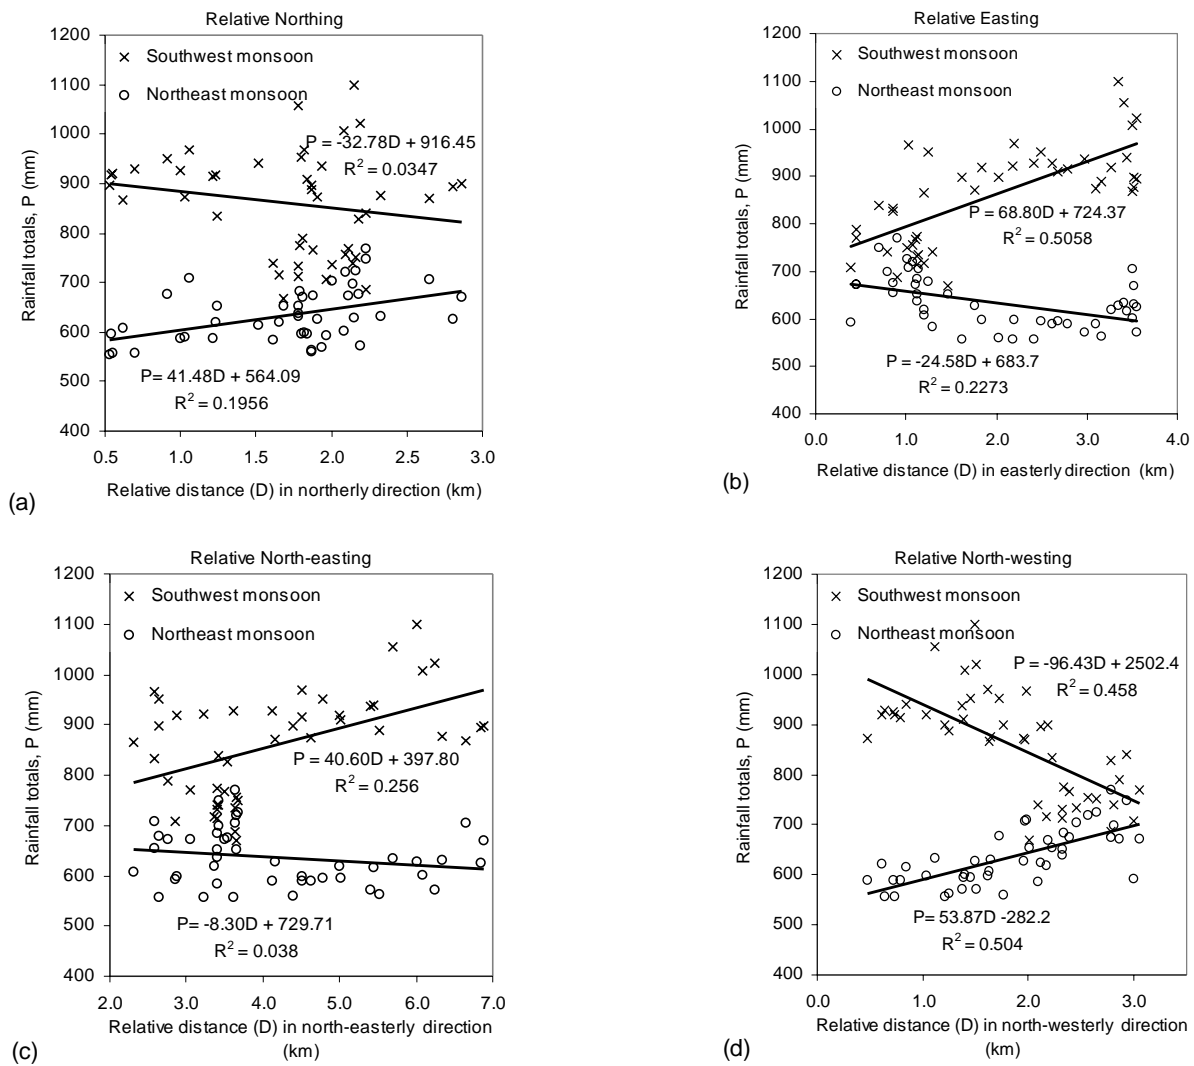 Relative Northing
1200
1100
1000
900
800
700
600
500
400
Rainfall totals, P (mm)
Southwest monsoon
Northeast monsoon
P = -32.78D + 916.45
R² = 0.0347
P= 41.48D + 564.09
R² = 0.1956
0.5 1.0 1.5 2.0 2.5 3.0
Relative distance (D) in northerly direction (km)
(a)
Relative Easting
1200
1100
1000
900
800
700
600
500
400
Rainfall totals, P (mm)
Southwest monsoon
Northeast monsoon
P = 68.80D + 724.37
R² = 0.5058
P = -24.58D + 683.7
R² = 0.2273
0.0 1.0 2.0 3.0 4.0
Relative distance (D) in easterly direction (km)
(b)
Relative North-easting
1200
1100
1000
900
800
700
600
500
400
Rainfall totals, P (mm)
Southwest monsoon
Northeast monsoon
P = 40.60D + 397.80
R² = 0.256
P= -8.30D + 729.71
R² = 0.038
2.0 3.0 4.0 5.0 6.0 7.0
Relative distance (D) in north-easterly direction
(km)
(c)
Relative North-westing
1200
1100
1000
900
800
700
600
500
400
Rainfall totals, P (mm)
Southwest monsoon
Northeast monsoon
P = -96.43D + 2502.4
R² = 0.458
P = 53.87D -282.2
R² = 0.504
0.0 1.0 2.0 3.0
Relative distance (D) in north-westerly direction
(km)
(d)